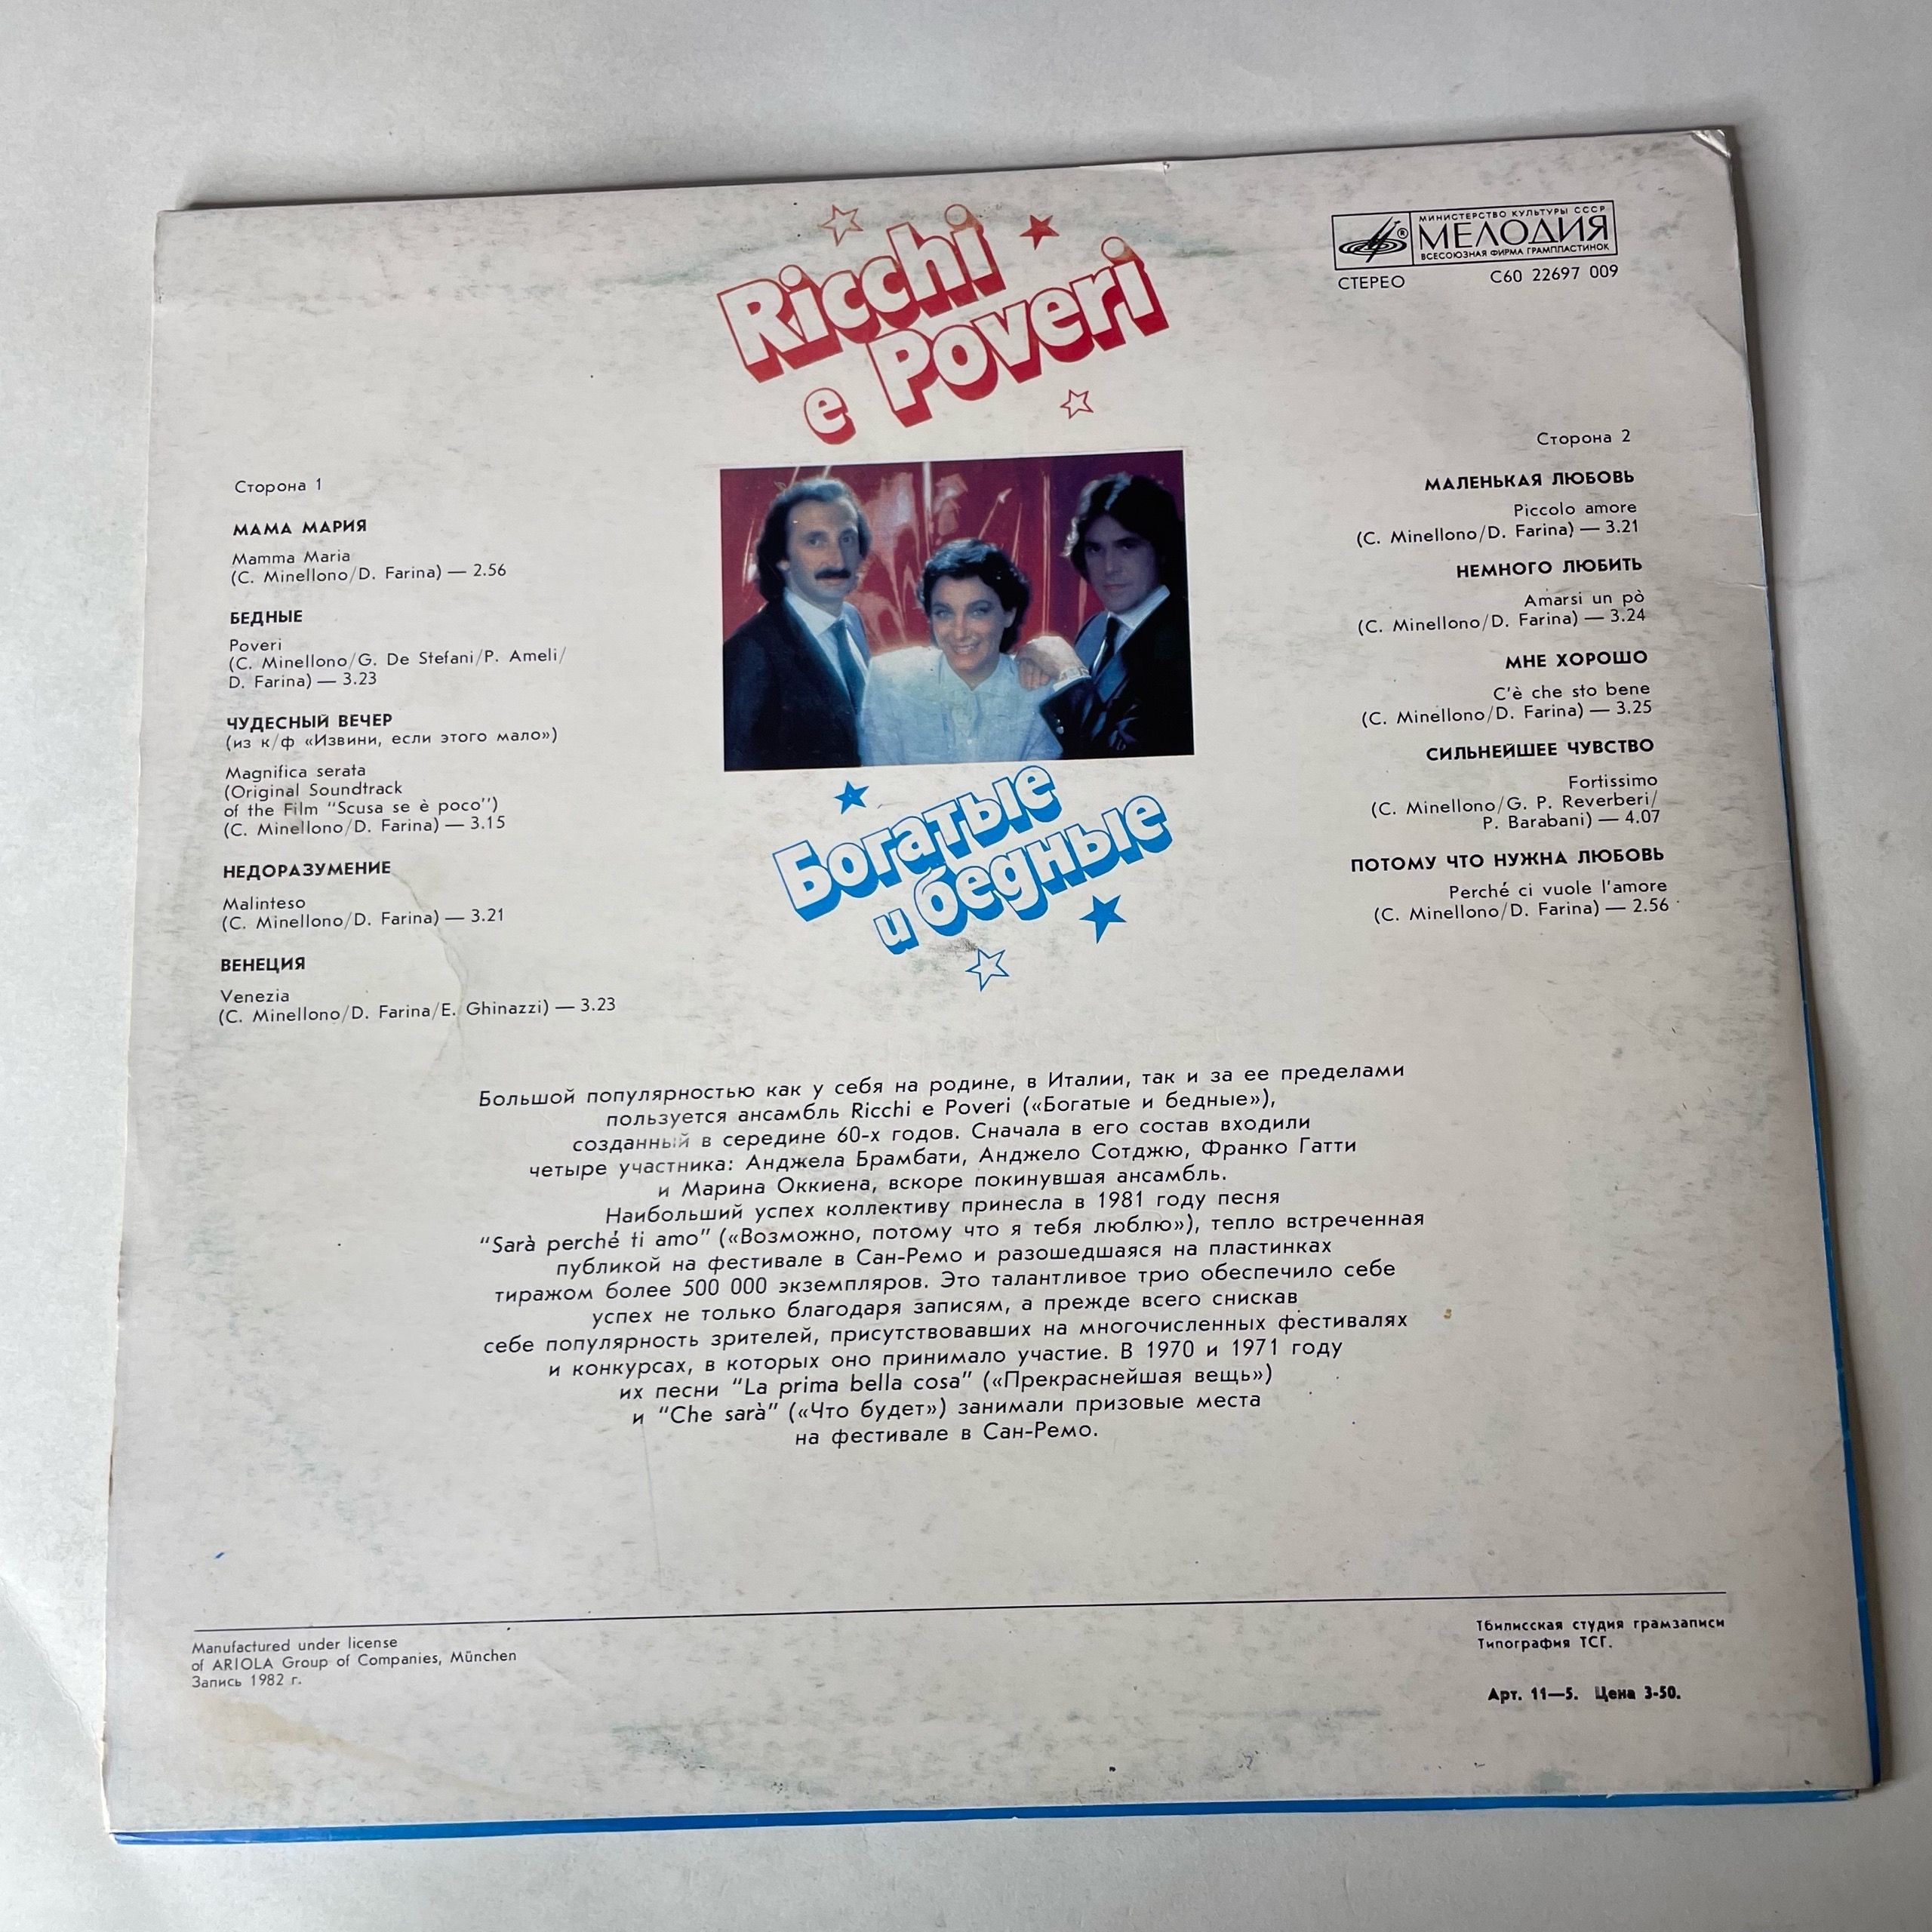 Ricchi
e Poveri
МИНИСТЕРСТВО КУЛЬТУРЫ СССР
МЕЛОДИЯ
ВСЕСОЮЗНАЯ ФИРМА ГРАМПЛАСТИНОК
СТЕРЕО С60 22697 009
Сторона 1
МАМА МАРИЯ
Mamma Maria
(C. Minellono/D. Farina) — 2.56
БЕДНЫЕ
Poveri
(C. Minellono/G. De Stefani/P. Ameli/
D. Farina) — 3.23
ЧУДЕСНЫЙ ВЕЧЕР
(из к/ф «Извини, если этого мало»)
Magnifica serata
(Original Soundtrack
of the Film “Scusa se è poco”)
(C. Minellono/D. Farina) — 3.15
НЕДОРАЗУМЕНИЕ
Malinteso
(C. Minellono/D. Farina) — 3.21
ВЕНЕЦИЯ
Venezia
(C. Minellono/D. Farina/E. Ghinazzi) — 3.23
Богатые
и бедные
Сторона 2
МАЛЕНЬКАЯ ЛЮБОВЬ
Piccolo amore
(C. Minellono/D. Farina) — 3.21
НЕМНОГО ЛЮБИТЬ
Amarsi un pò
(C. Minellono/D. Farina) — 3.24
МНЕ ХОРОШО
C'è che sto bene
(C. Minellono/D. Farina) — 3.25
СИЛЬНЕЙШЕЕ ЧУВСТВО
Fortissimo
(C. Minellono/G. P. Reverberi/
P. Barabani) — 4.07
ПОТОМУ ЧТО НУЖНА ЛЮБОВЬ
Perché ci vuole l'amore
(C. Minellono/D. Farina) — 2.56
Большой популярностью как у себя на родине, в Италии, так и за ее пределами
пользуется ансамбль Ricchi e Poveri («Богатые и бедные»),
созданный в середине 60-х годов. Сначала в его состав входили
четыре участника: Анджела Брамбати, Анджело Сотджю, Франко Гатти
и Марина Оккиена, вскоре покинувшая ансамбль.
Наибольший успех коллективу принесла в 1981 году песня
“Sarà perché ti amo” («Возможно, потому что я тебя люблю»), тепло встреченная
публикой на фестивале в Сан-Ремо и разошедшаяся на пластинках
тиражом более 500 000 экземпляров. Это талантливое трио обеспечило себе
успех не только благодаря записям, а прежде всего снискав
себе популярность зрителей, присутствовавших на многочисленных фестивалях
и конкурсах, в которых оно принимало участие. В 1970 и 1971 году
их песни “La prima bella cosa” («Прекраснейшая вещь»)
и “Che sarà” («Что будет») занимали призовые места
на фестивале в Сан-Ремо.
Manufactured under license
of ARIOLA Group of Companies, München
Запись 1982 г.
Тбилисская студия грамзаписи
Типография ТСГ.
Арт. 11—5. Цена 3-50.